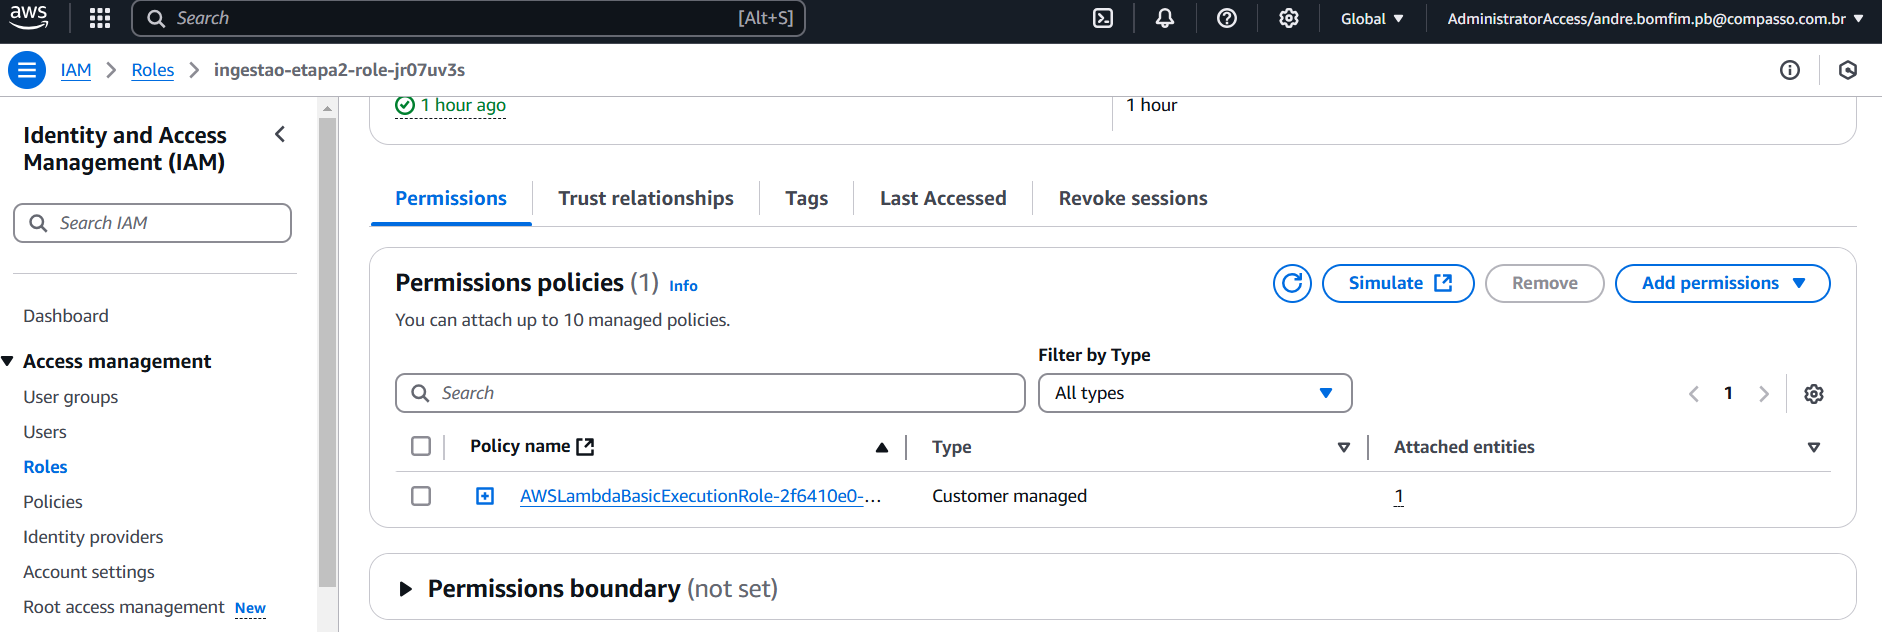 aws
Search
[Alt+S]
Global
AdministratorAccess/andre.bomfim.pb@compasso.com.br
IAM
Roles
ingestao-etapa2-role-jr07uv3s
Identity and Access
Management (IAM)
Search IAM
Dashboard
Access management
User groups
Users
Roles
Policies
Identity providers
Account settings
Root access management New
1 hour ago
1 hour
Permissions
Trust relationships
Tags
Last Accessed
Revoke sessions
Permissions policies (1) Info
Simulate
Remove
Add permissions
You can attach up to 10 managed policies.
Filter by Type
Search
All types
1
Policy name
Type
Attached entities
AWSLambdaBasicExecutionRole-2f6410e0-...
Customer managed
1
Permissions boundary (not set)